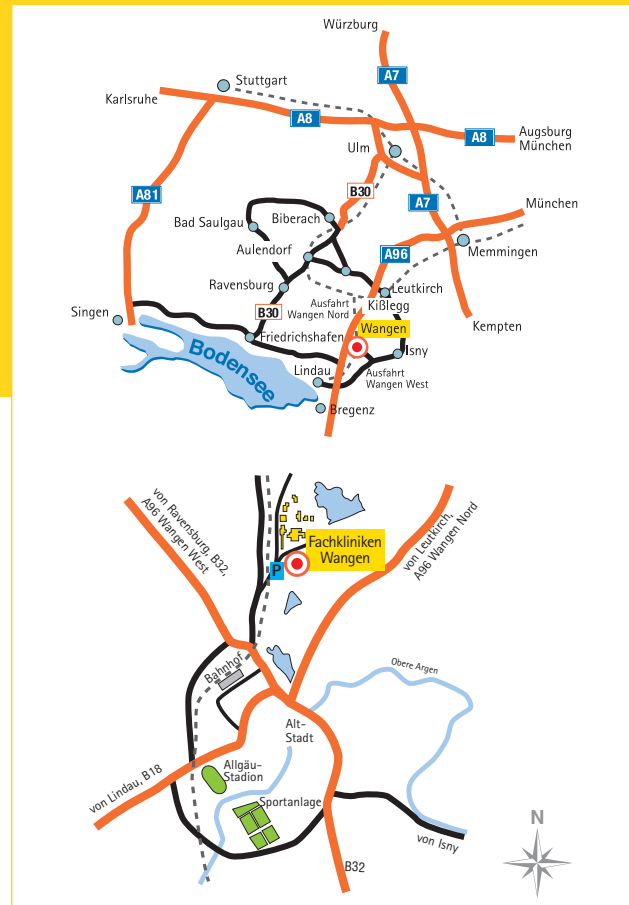 Würzburg
A7
Stuttgart
Karlsruhe
A8
A8
Augsburg
München
Ulm
B30
A81
A7
München
Biberach
Bad Saulgau
Aulendorf
A96
Memmingen
Ravensburg
Leutkirch
Ausfahrt
Wangen Nord
Kißlegg
B30
Singen
Wangen
Kempten
Friedrichshafen
Isny
Bodensee
Lindau
Ausfahrt
Wangen West
Bregenz
von Ravensburg, B32,
A96 Wangen West
von Leutkirch,
A96 Wangen Nord
Fachkliniken
Wangen
P
Bahnhof
Obere Argen
Alt-
Stadt
Allgäu-
Stadion
von Lindau, B18
Sportanlage
von Isny
B32
N